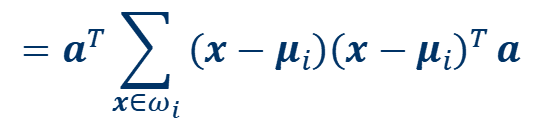 = a^T ∑_{x∈ω_i} (x − μ_i)(x − μ_i)^T a